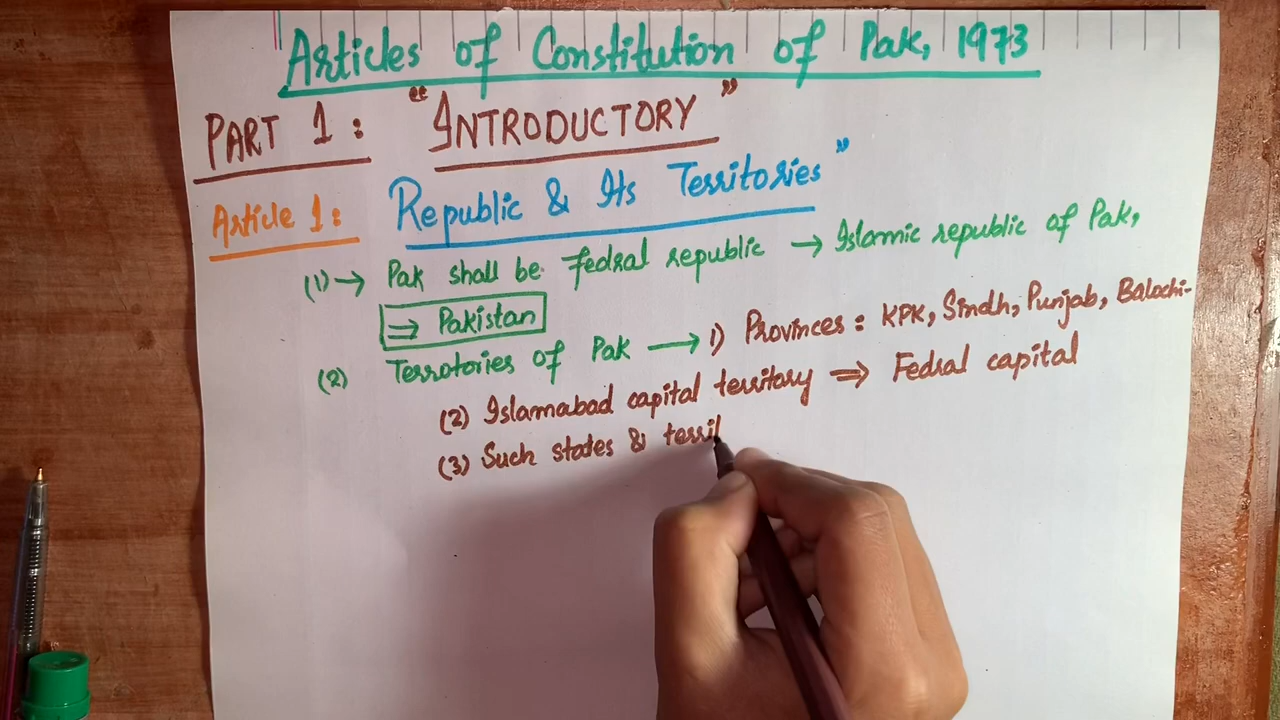 Articles of Constitution of Pak, 1973
PART 1 : "INTRODUCTORY"
Article 1: Republic & Its Territories"
(1) → Pak shall be fedral republic → Islamic republic of Pak,
⇒ Pakistan
(2) Terrotories of Pak → 1) Provinces : KPK, Sindh, Punjab, Balochi-
(2) Islamabad capital territory ⇒ Fedral capital
(3) Such states & terri